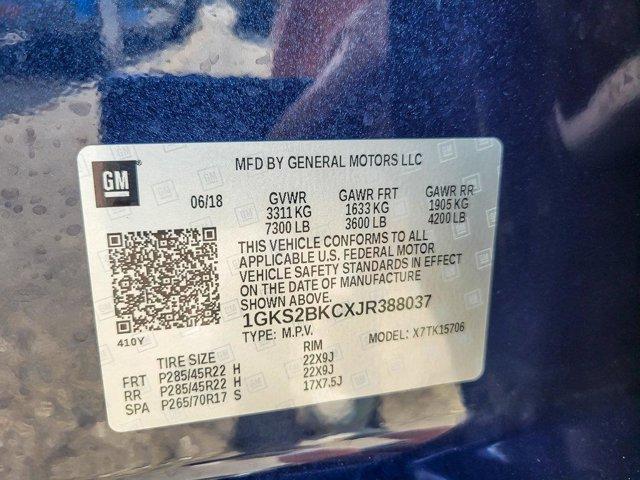 MFD BY GENERAL MOTORS LLC
GM
06/18 GVWR GAWR FRT GAWR RR
3311 KG 1633 KG 1905 KG
7300 LB 3600 LB 4200 LB
THIS VEHICLE CONFORMS TO ALL
APPLICABLE U.S. FEDERAL MOTOR
VEHICLE SAFETY STANDARDS IN EFFECT
ON THE DATE OF MANUFACTURE
SHOWN ABOVE.
1GKS2BKCXJR388037
410Y TYPE: M.P.V. MODEL: X7TK15706
TIRE SIZE RIM
FRT P285/45R22 H 22X9J
RR P285/45R22 H 22X9J
SPA P265/70R17 S 17X7.5J